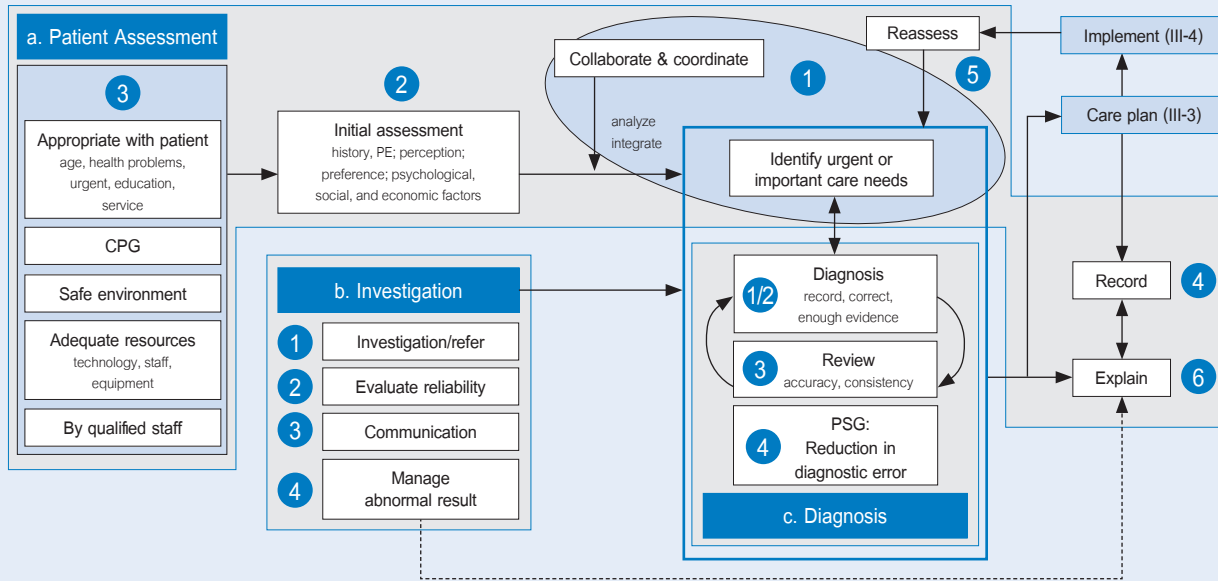 a. Patient Assessment
3
Appropriate with patient
age, health problems,
urgent, education,
service
CPG
Safe environment
Adequate resources
technology, staff,
equipment
By qualified staff
2
Initial assessment
history, PE; perception;
preference; psychological,
social, and economic factors
Collaborate & coordinate
1
analyze
integrate
Reassess
5
Implement (III-4)
Care plan (III-3)
Identify urgent or
important care needs
b. Investigation
1
Investigation/refer
2
Evaluate reliability
3
Communication
4
Manage
abnormal result
1/2
Diagnosis
record, correct,
enough evidence
3
Review
accuracy, consistency
4
PSG:
Reduction in
diagnostic error
c. Diagnosis
Record
4
Explain
6